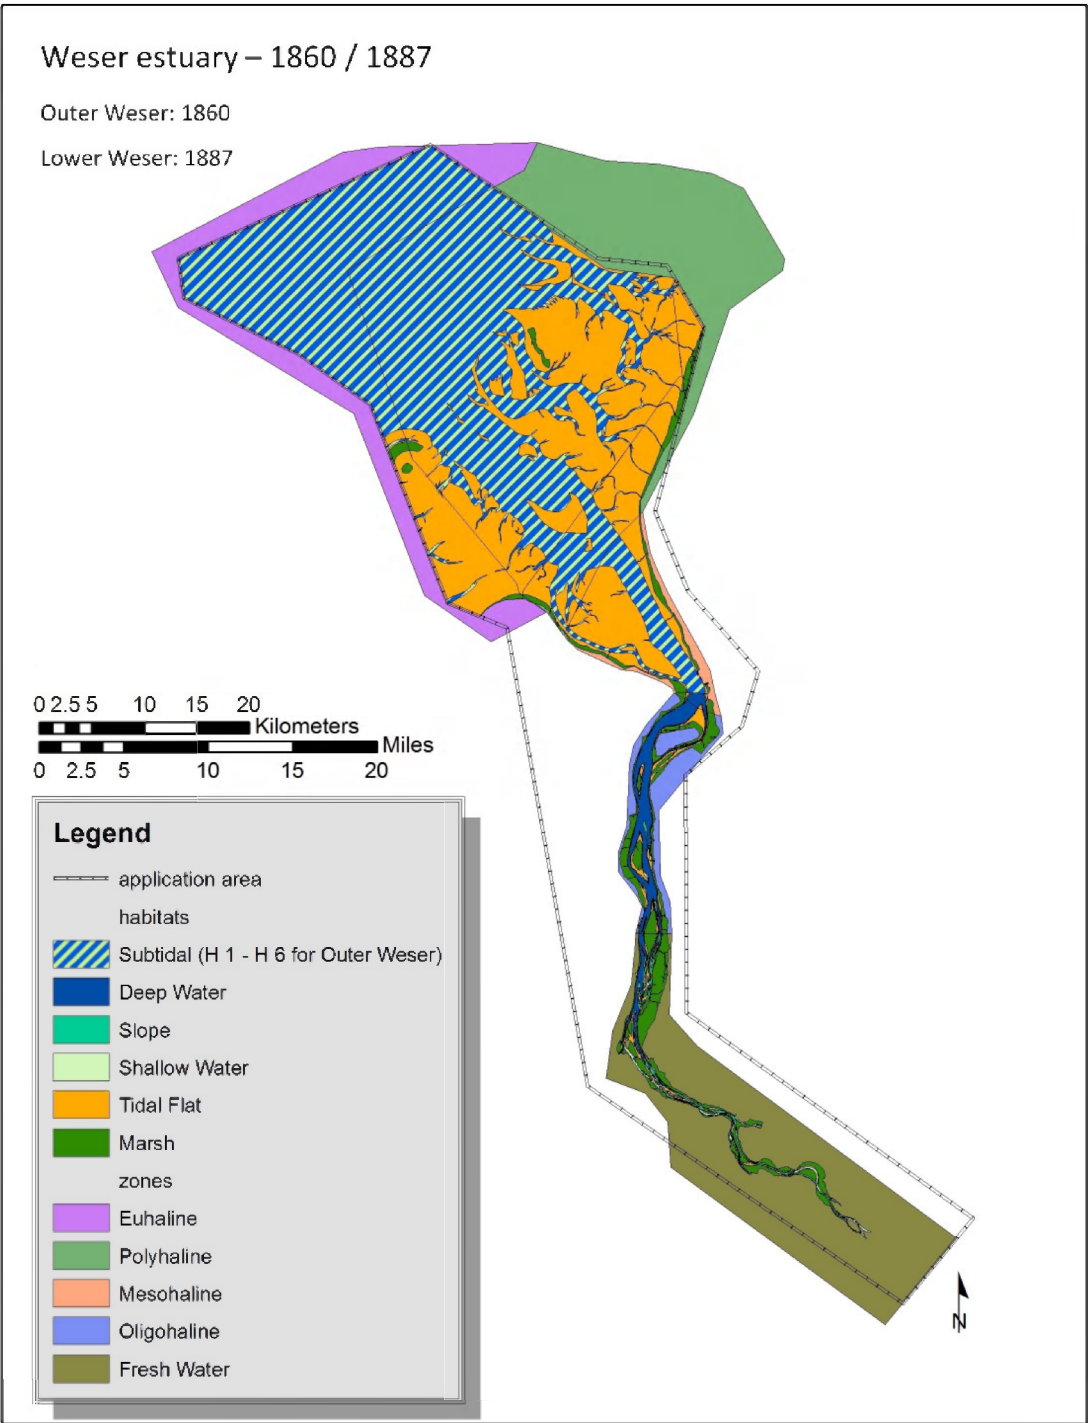 Weser estuary – 1860 / 1887
Outer Weser: 1860
Lower Weser: 1887
0 2.5 5 10 15 20
Kilometers
Miles
0 2.5 5 10 15 20
Legend
application area
habitats
Subtidal (H 1 - H 6 for Outer Weser)
Deep Water
Slope
Shallow Water
Tidal Flat
Marsh
zones
Euhaline
Polyhaline
Mesohaline
Oligohaline
Fresh Water
N